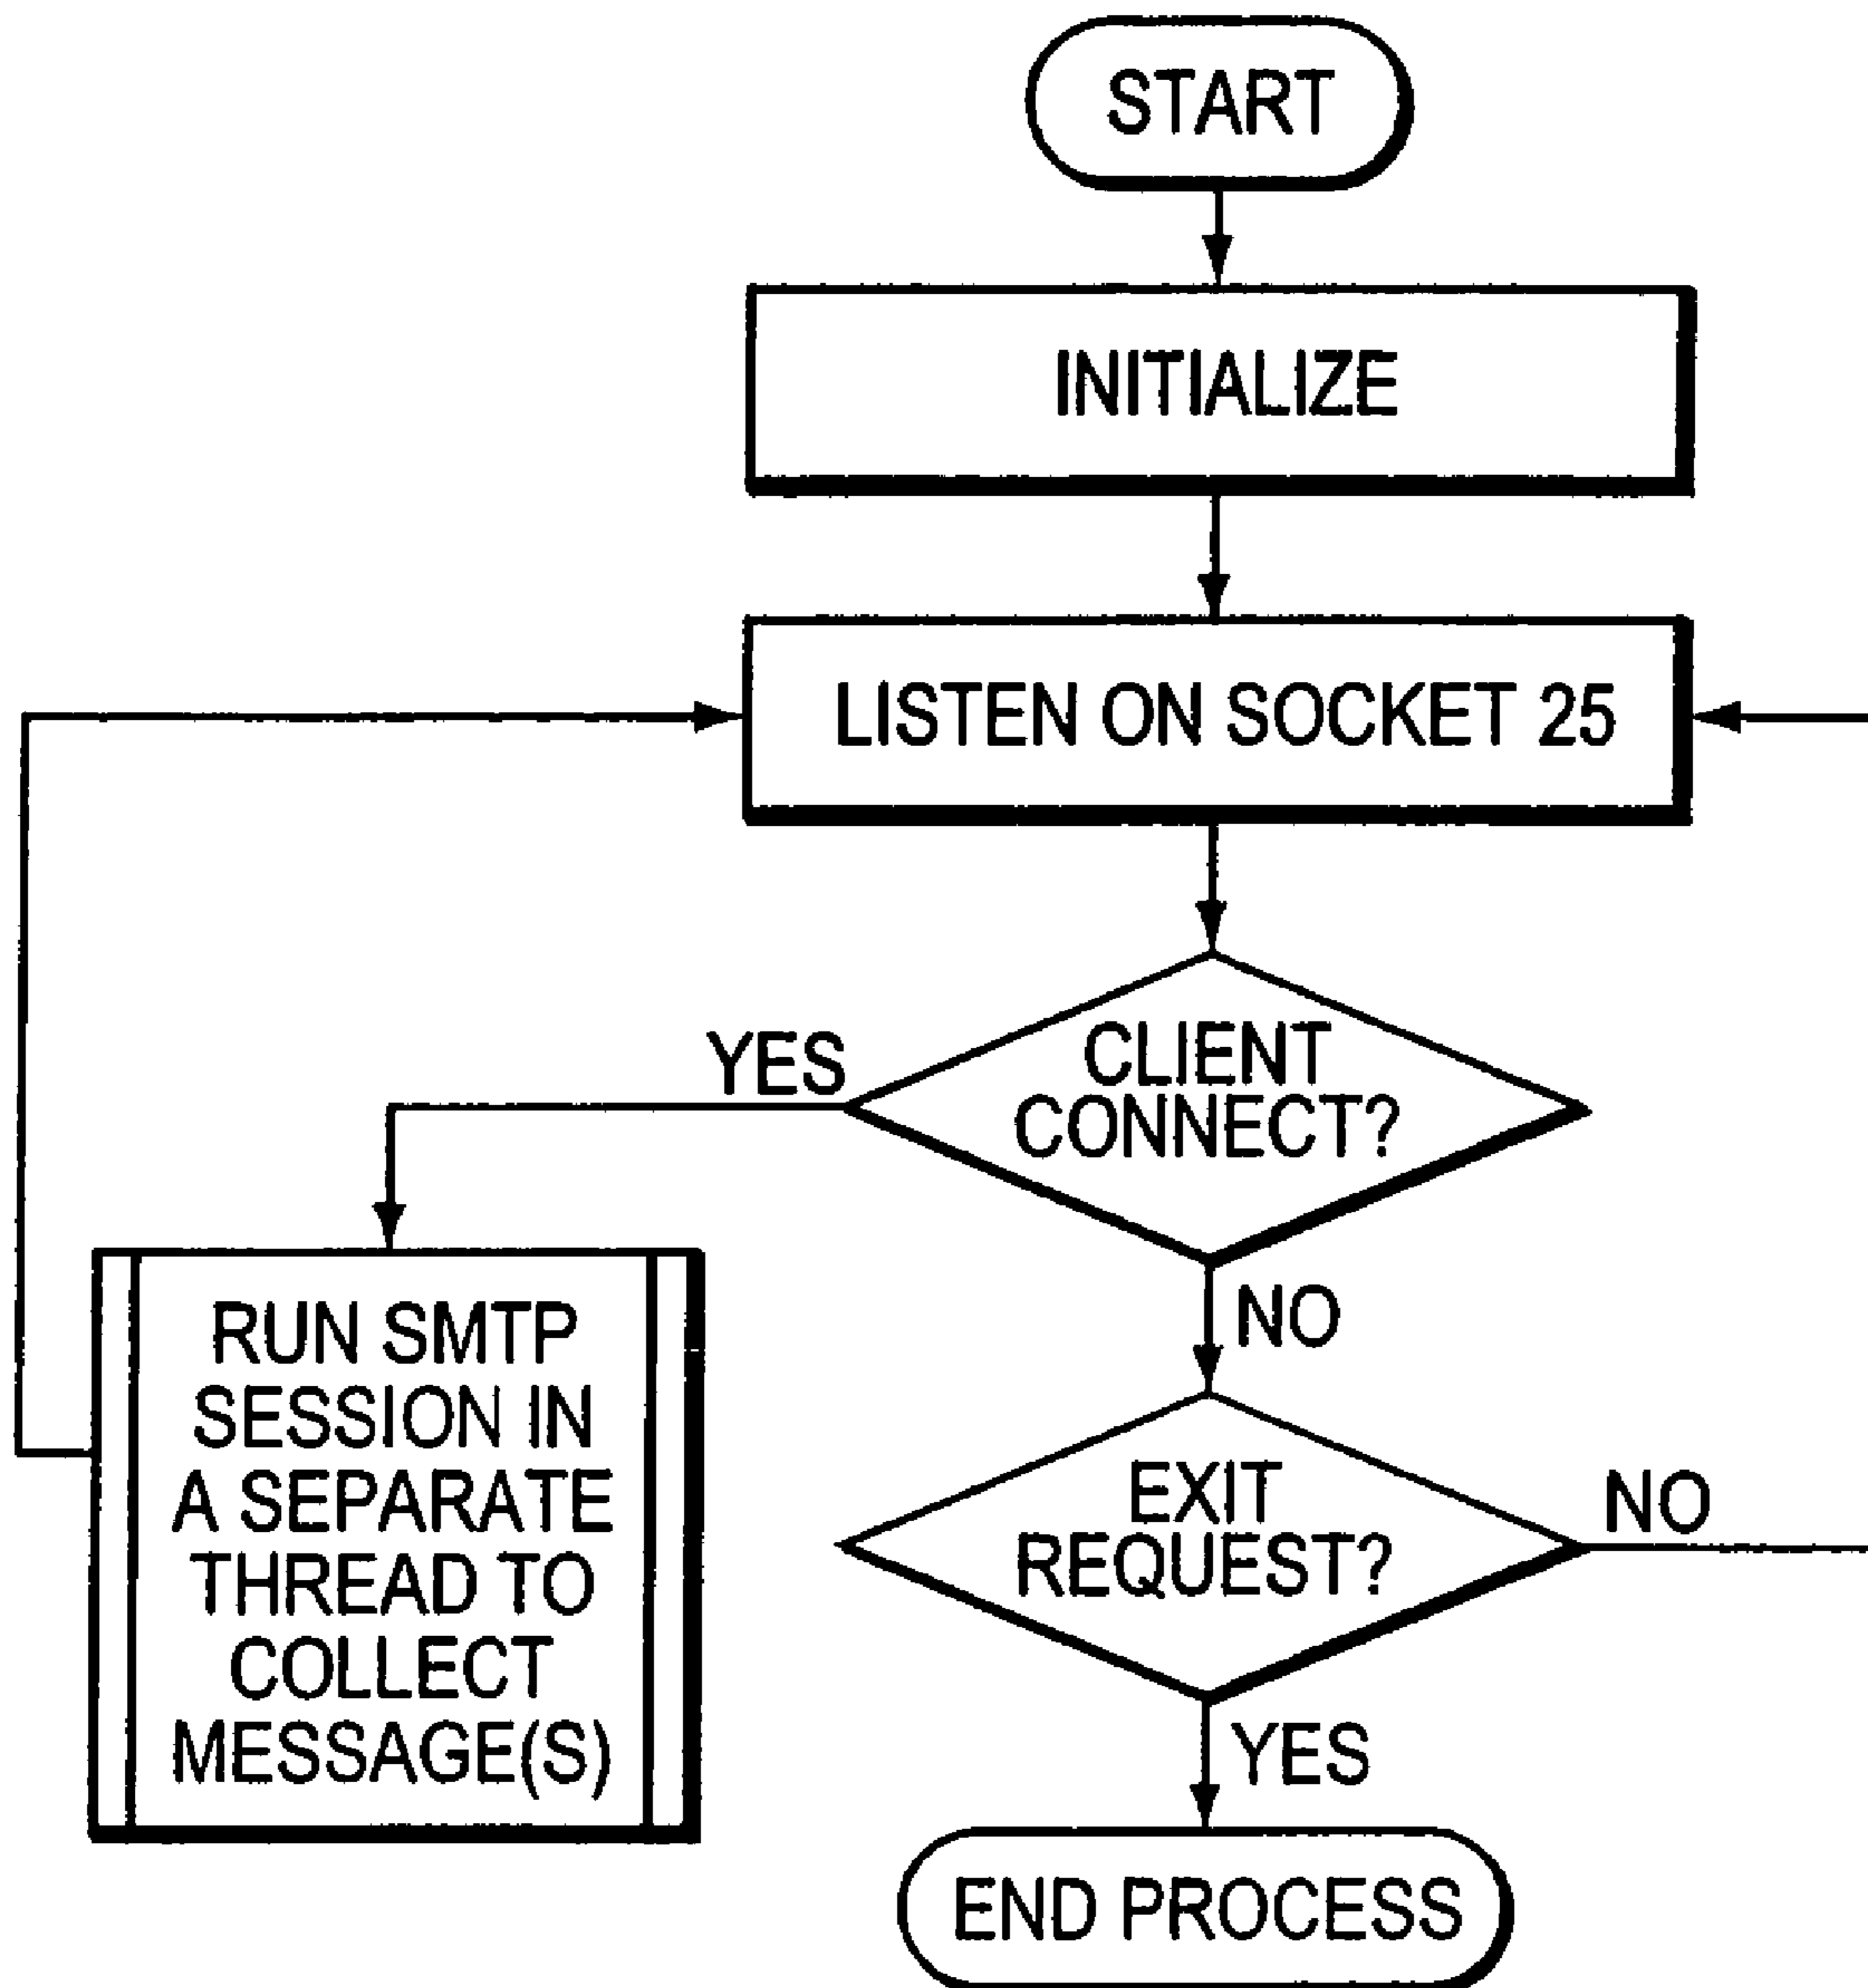 START
INITIALIZE
LISTEN ON SOCKET 25
YES
CLIENT
CONNECT?
NO
RUN SMTP
SESSION IN
A SEPARATE
THREAD TO
COLLECT
MESSAGE(S)
EXIT
REQUEST?
NO
YES
END PROCESS